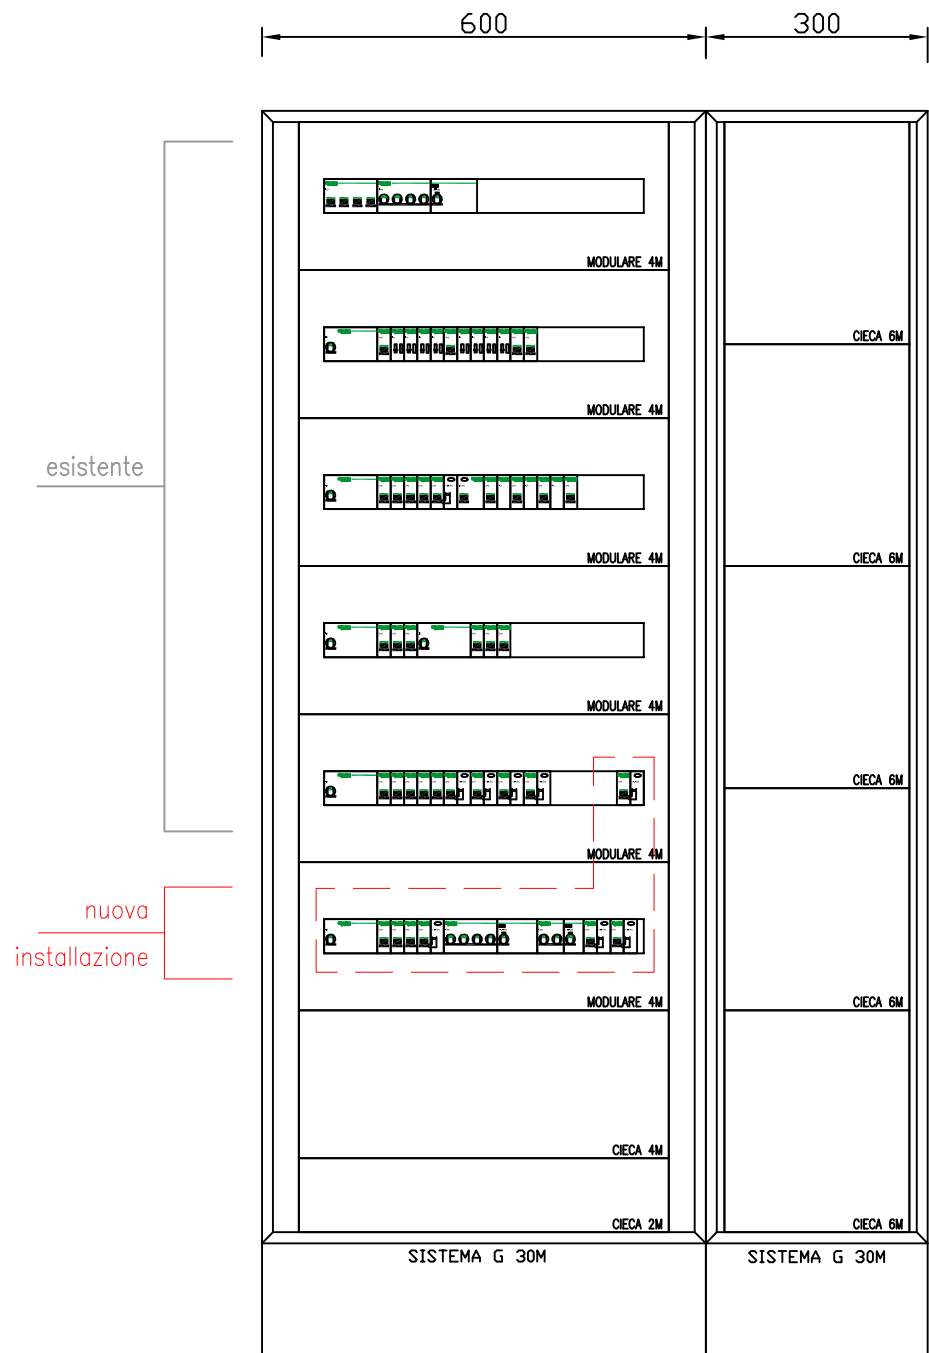 600 300
MODULARE 4M
CIECA 6M
MODULARE 4M
esistente
MODULARE 4M
CIECA 6M
MODULARE 4M
CIECA 6M
MODULARE 4M
nuova
installazione
MODULARE 4M
CIECA 6M
CIECA 4M
CIECA 2M
CIECA 6M
SISTEMA G 30M SISTEMA G 30M